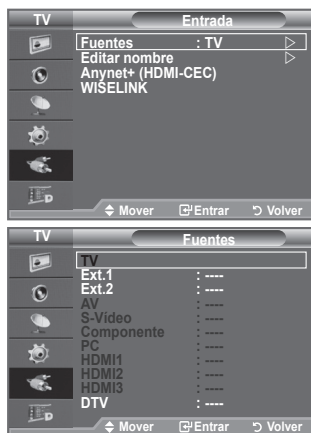 TV Entrada
Fuentes : TV
Editar nombre
Anynet+ (HDMI-CEC)
WISELINK
Mover Entrar Volver
TV Fuentes
TV
Ext.1 : ----
Ext.2 : ----
AV : ----
S-Video : ----
Componente : ----
PC : ----
HDMI1 : ----
HDMI2 : ----
HDMI3 : ----
DTV : ----
Mover Entrar Volver